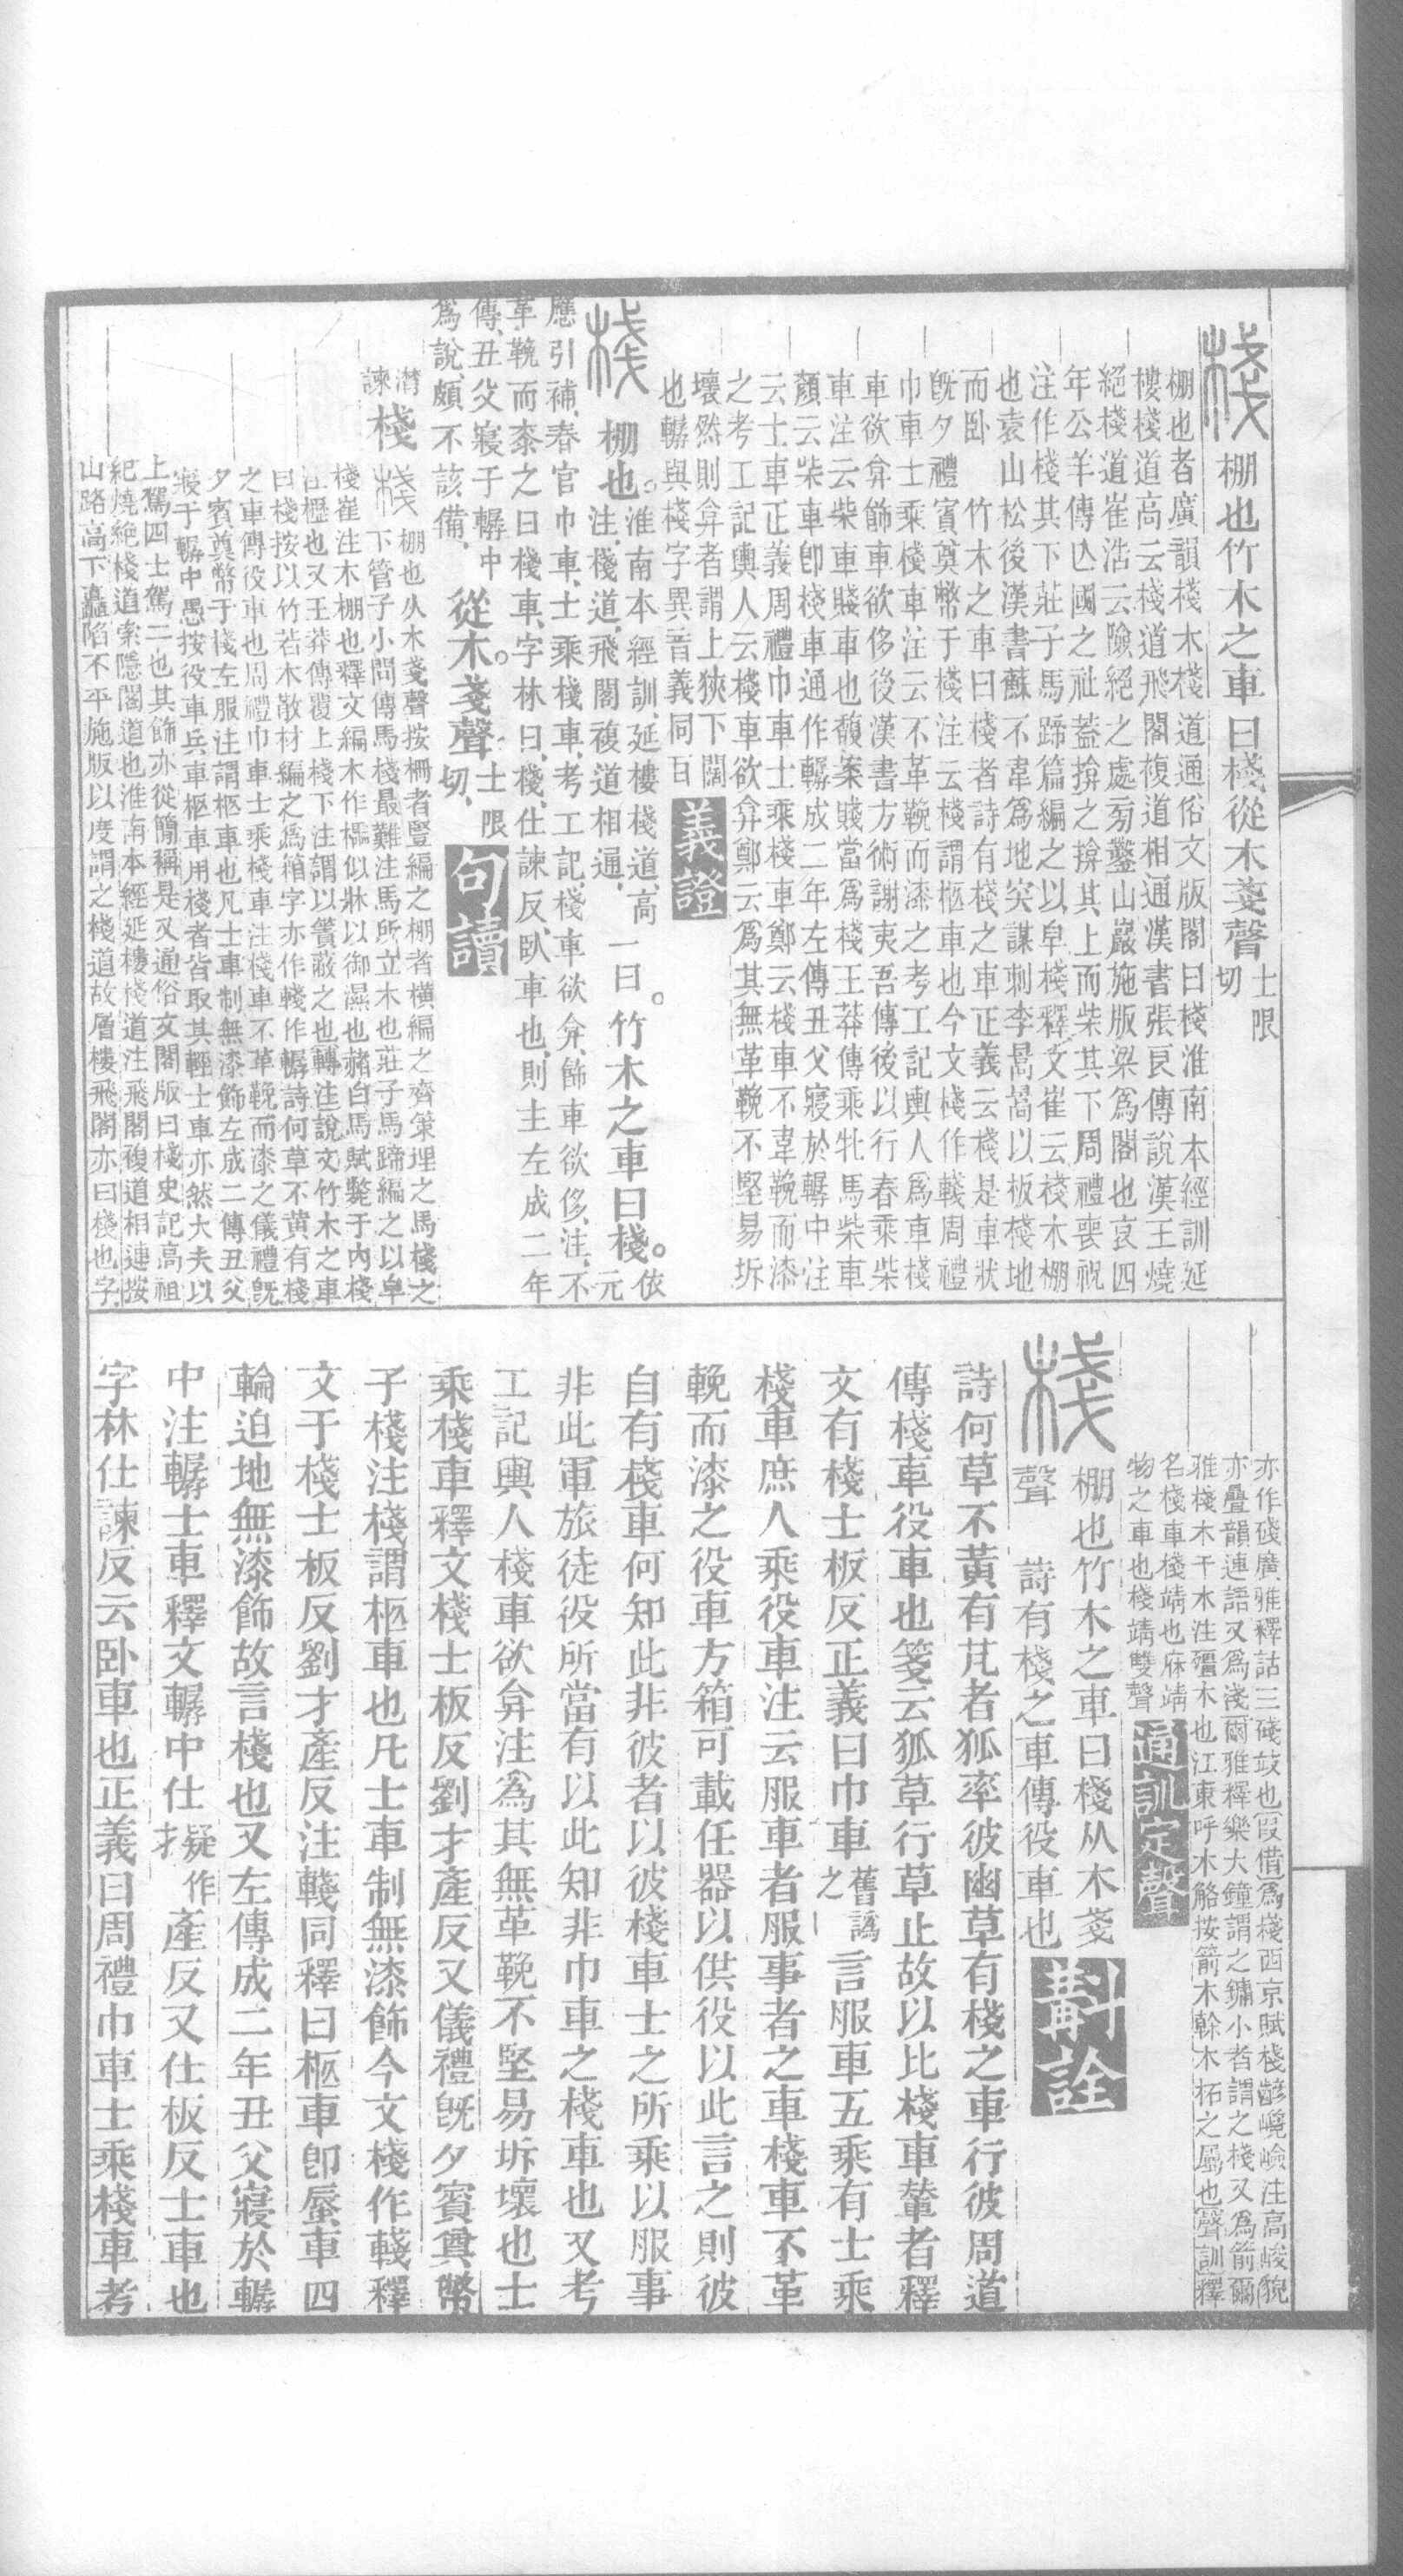 棧棚也竹木之車曰棧從木戔聲士限切
棚也者廣韻棧木棧道通俗文版閣曰棧淮南本經訓延
樓棧道高云棧道飛閣複道相通漢書張良傳說漢王燒
絕棧道崔浩云險絕之處旁鑿山巖施版梁爲閣也哀四
年公羊傳亾國之社蓋揜之揜其上而柴其下周禮喪祝
注作棧其下莊子馬蹄篇編之以皁棧釋文崔云棧木棚
也袁山松後漢書蘇不韋爲地突謀刺李暠暠以板棧地
而卧 竹木之車曰棧者詩有棧之車正義云棧是車狀
旣夕禮賓奠幣于棧注云棧謂柩車也今文棧作輚周禮
巾車士乘棧車注云不革鞔而漆之考工記輿人爲車棧
車欲弇飾車欲侈後漢書方術謝夷吾傳後以行春乘柴
車注云柴車賤車也馥案賤當爲棧王莽傳乘牝馬柴車
顏云柴車卽棧車通作轏成二年左傳丑父寢於轏中注
云士車正義周禮巾車士乘棧車鄭云棧車不韋鞔而漆
之考工記輿人云棧車欲弇鄭云爲其無革鞔不堅易坼
壞然則弇者謂上狹下闊
也轏與棧字異音義同
義證
棧棚也。淮南本經訓、延樓棧道、高注、棧道、飛閣複道相通、一曰。竹木之車曰棧。依元
應引補、春官巾車、士乘棧車、考工記、棧車欲弇、飾車欲侈、注、不
革鞔而桼之曰棧車、字林曰、棧、仕諫反、臥車也、則主左成二年
傳、丑父寢于轏中
爲說、頗不該備、從木。戔聲、士限切、
句讀
棧潸諫棧棚也从木戔聲按柵者豎編之棚者橫編之齊策理之馬棧之
下管子小問傅馬棧最難注馬所立木也莊子馬蹄編之以皁
棧崔注木棚也釋文編木作櫺似牀以御濕也赭白馬賦斃于內棧
注櫪也又王莽傳覆上棧下注謂以簀蔽之也轉注說文竹木之車
曰棧按以竹若木散材編之爲箱字亦作輚作轏詩何草不黃有棧
之車傳役車也周禮巾車士乘棧車注棧車不革鞔而漆之儀禮旣
夕賓奠幣于棧左服注謂柩車也凡士車制無漆飾左成二傳丑父
寢于轏中愚按役車兵車柩車用棧者皆取其輕士車亦然大夫以
上駕四士駕二也其飾亦從簡稱是又通俗文閣版曰棧史記高祖
紀燒絕棧道索隱閣道也淮南本經延樓棧道注飛閣複道相連按
山路高下矗陷不平施版以度謂之棧道故層樓飛閣亦曰棧也字
亦作碊廣雅釋詁三碊攱也叚借爲棧西京賦棧齴巉嶮注高峻貌
亦疊韻連語又爲淺爾雅釋樂大鐘謂之鏞小者謂之棧又爲箭爾
雅棧木干木注殭木也江東呼木觡按箭木榦木柘之屬也聲訓釋
名棧車棧靖也庥靖
物之車也棧靖雙聲
通訓定聲
棧棚也竹木之車曰棧从木戔
聲 詩有棧之車傳役車也
斠詮
詩何草不黃有芃者狐率彼幽草有棧之車行彼周道
傳棧車役車也箋云狐草行草止故以比棧車輦者釋
文有棧士板反正義曰巾車舊譌之言服車五乘有士乘
棧車庶人乘役車注云服車者服事者之車棧車不革
鞔而漆之役車方箱可載任器以供役以此言之則彼
自有棧車何知此非彼者以彼棧車士之所乘以服事
非此軍旅徒役所當有以此知非巾車之棧車也又考
工記輿人棧車欲弇注爲其無革鞔不堅易坼壞也士
乘棧車釋文棧士板反劉才產反又儀禮旣夕賓奠幣
子棧注棧謂柩車也凡士車制無漆飾今文棧作輚釋
文于棧士板反劉才產反注輚同釋曰柩車卽蜃車四
輪迫地無漆飾故言棧也又左傳成二年丑父寢於轏
中注轏士車釋文轏中仕疑作才產反又仕板反士車也
字林仕諫反云卧車也正義曰周禮巾車士乘棧車考